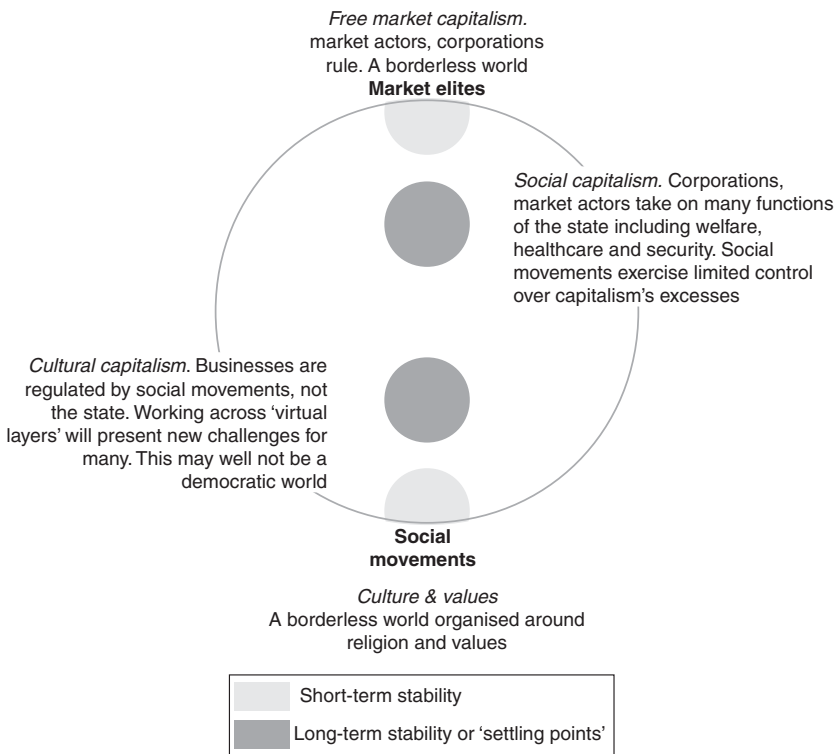 Free market capitalism.
market actors, corporations
rule. A borderless world
Market elites
Social capitalism. Corporations,
market actors take on many functions
of the state including welfare,
healthcare and security. Social
movements exercise limited control
over capitalism's excesses
Cultural capitalism. Businesses are
regulated by social movements, not
the state. Working across ‘virtual
layers’ will present new challenges for
many. This may well not be a
democratic world
Social
movements
Culture & values
A borderless world organised around
religion and values
Short-term stability
Long-term stability or ‘settling points’